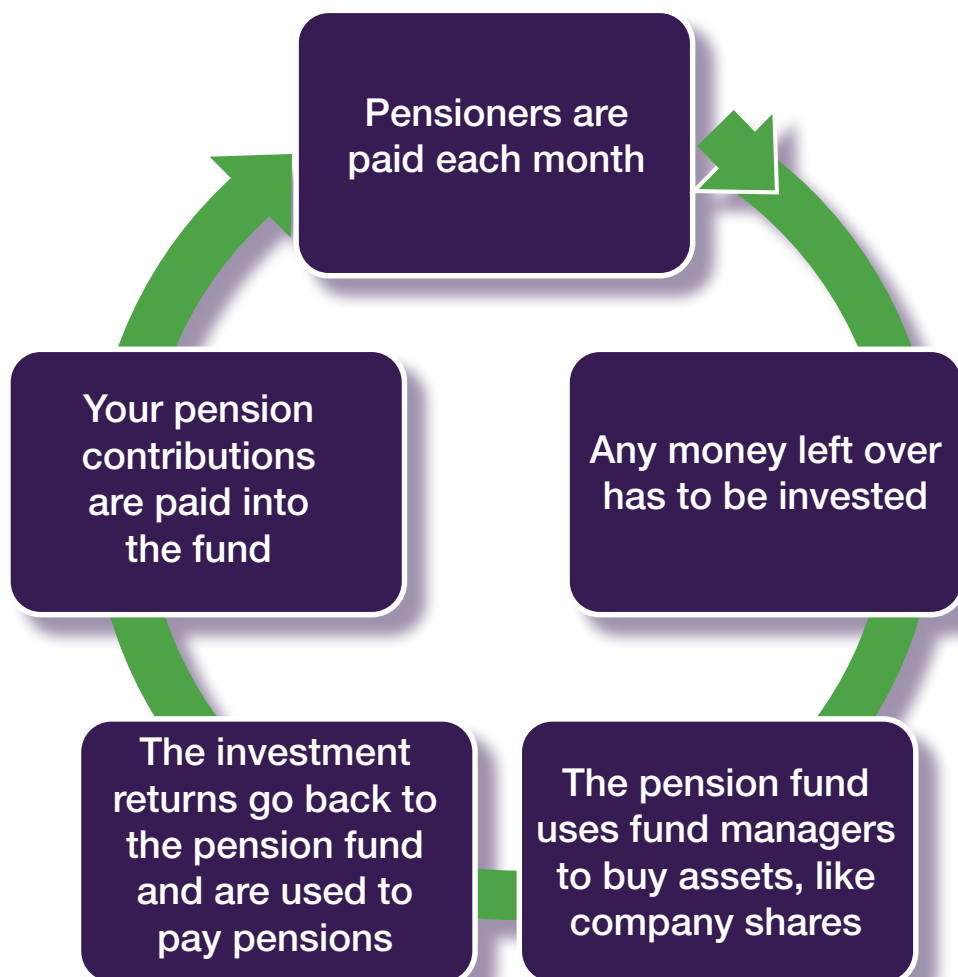 Pensioners are
paid each month
Any money left over
has to be invested
The pension fund
uses fund managers
to buy assets, like
company shares
The investment
returns go back to
the pension fund
and are used to
pay pensions
Your pension
contributions
are paid into
the fund